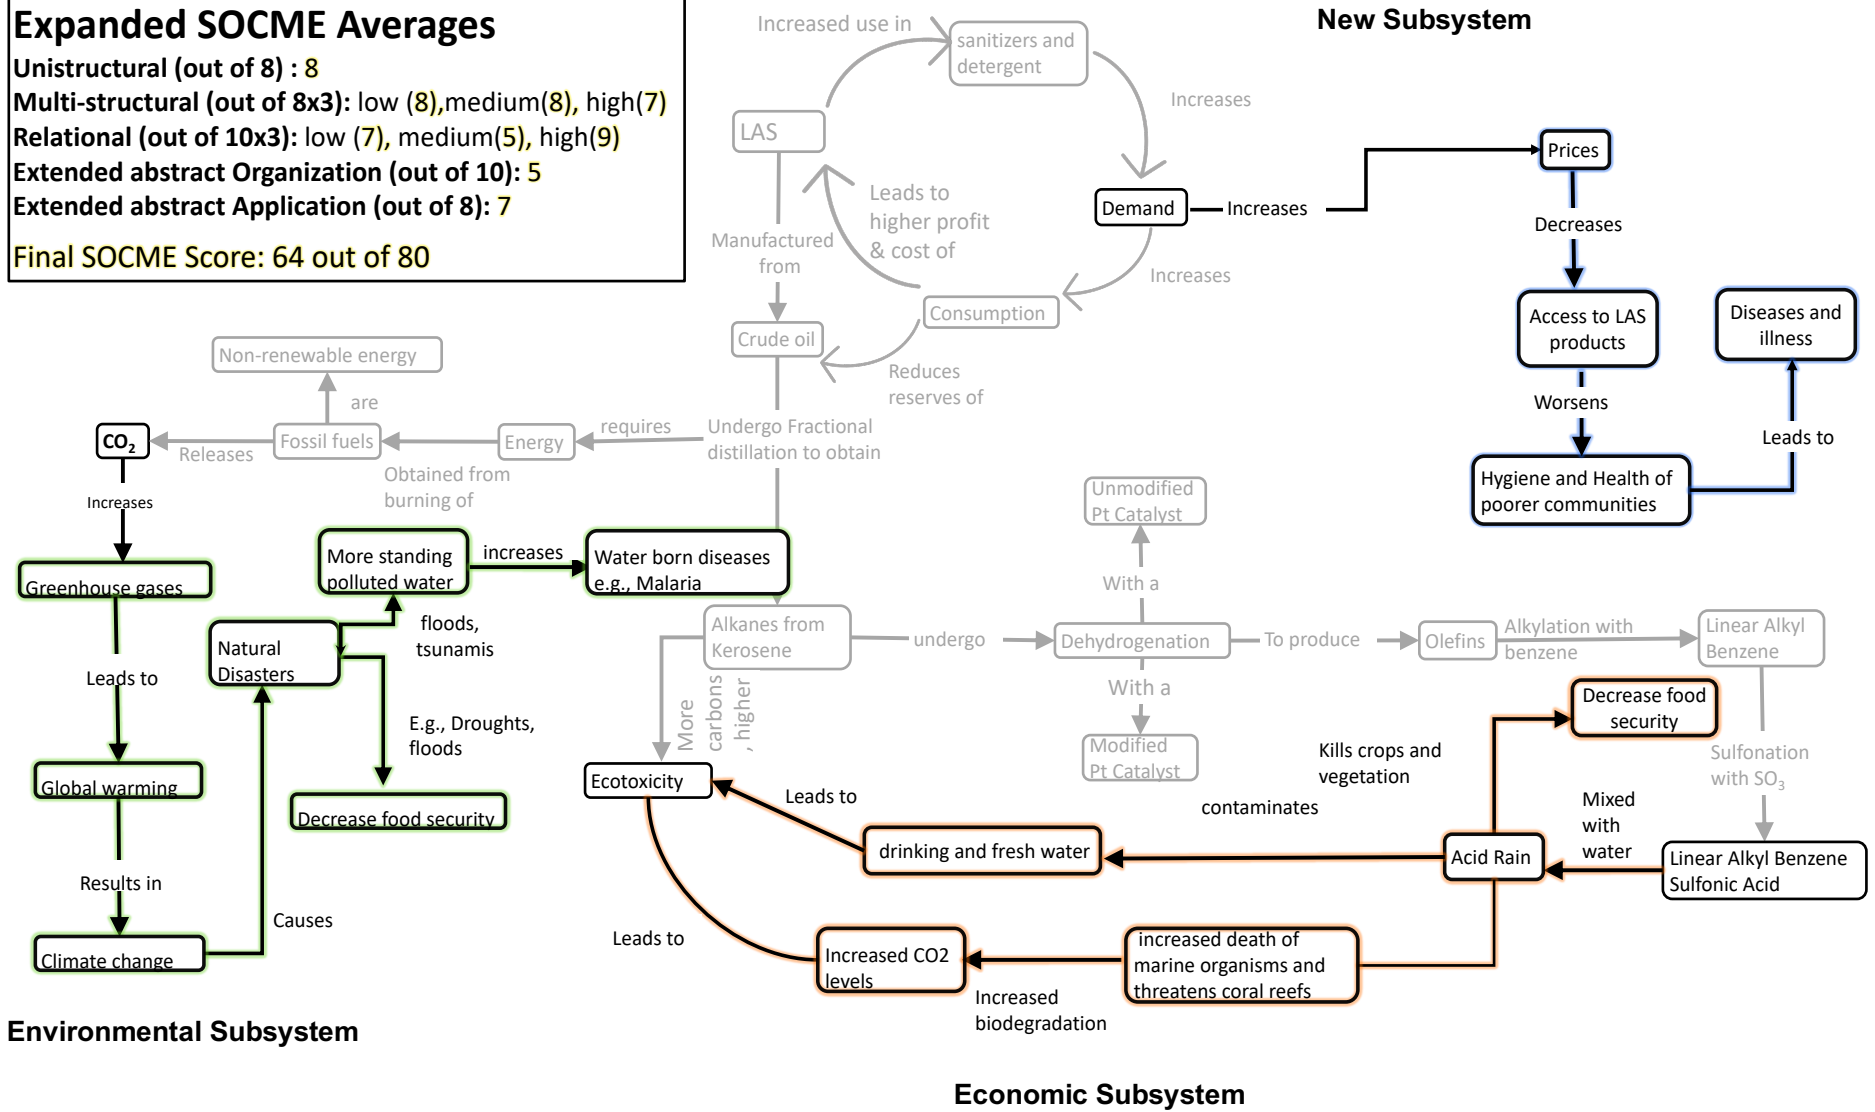 Expanded SOCME Averages
Unistructural (out of 8) : 8
Multi-structural (out of 8x3): low (8),medium(8), high(7)
Relational (out of 10x3): low (7), medium(5), high(9)
Extended abstract Organization (out of 10): 5
Extended abstract Application (out of 8): 7
Final SOCME Score: 64 out of 80
New Subsystem
Increased use in
sanitizers and
detergent
Increases
LAS
Leads to
higher profit
& cost of
Demand
Increases
Prices
Decreases
Manufactured
from
Increases
Consumption
Crude oil
Reduces
reserves of
Access to LAS
products
Diseases and
illness
Worsens
Leads to
Hygiene and Health of
poorer communities
Non-renewable energy
are
CO₂
Releases
Fossil fuels
Obtained from
burning of
Energy
requires
Undergo Fractional
distillation to obtain
Increases
Greenhouse gases
More standing
polluted water
increases
Water born diseases
e.g., Malaria
Unmodified
Pt Catalyst
With a
Natural
Disasters
floods,
tsunamis
Leads to
Alkanes from
Kerosene
undergo
Dehydrogenation
To produce
Olefins
Alkylation with
benzene
Linear Alkyl
Benzene
With a
Modified
Pt Catalyst
More
carbons
, higher
E.g., Droughts,
floods
Global warming
Decrease food security
Ecotoxicity
Leads to
Kills crops and
vegetation
Decrease food
security
Sulfonation
with SO₃
contaminates
Mixed
with
water
drinking and fresh water
Acid Rain
Linear Alkyl Benzene
Sulfonic Acid
Results in
Causes
Climate change
Leads to
Increased CO2
levels
Increased
biodegradation
increased death of
marine organisms and
threatens coral reefs
Environmental Subsystem
Economic Subsystem